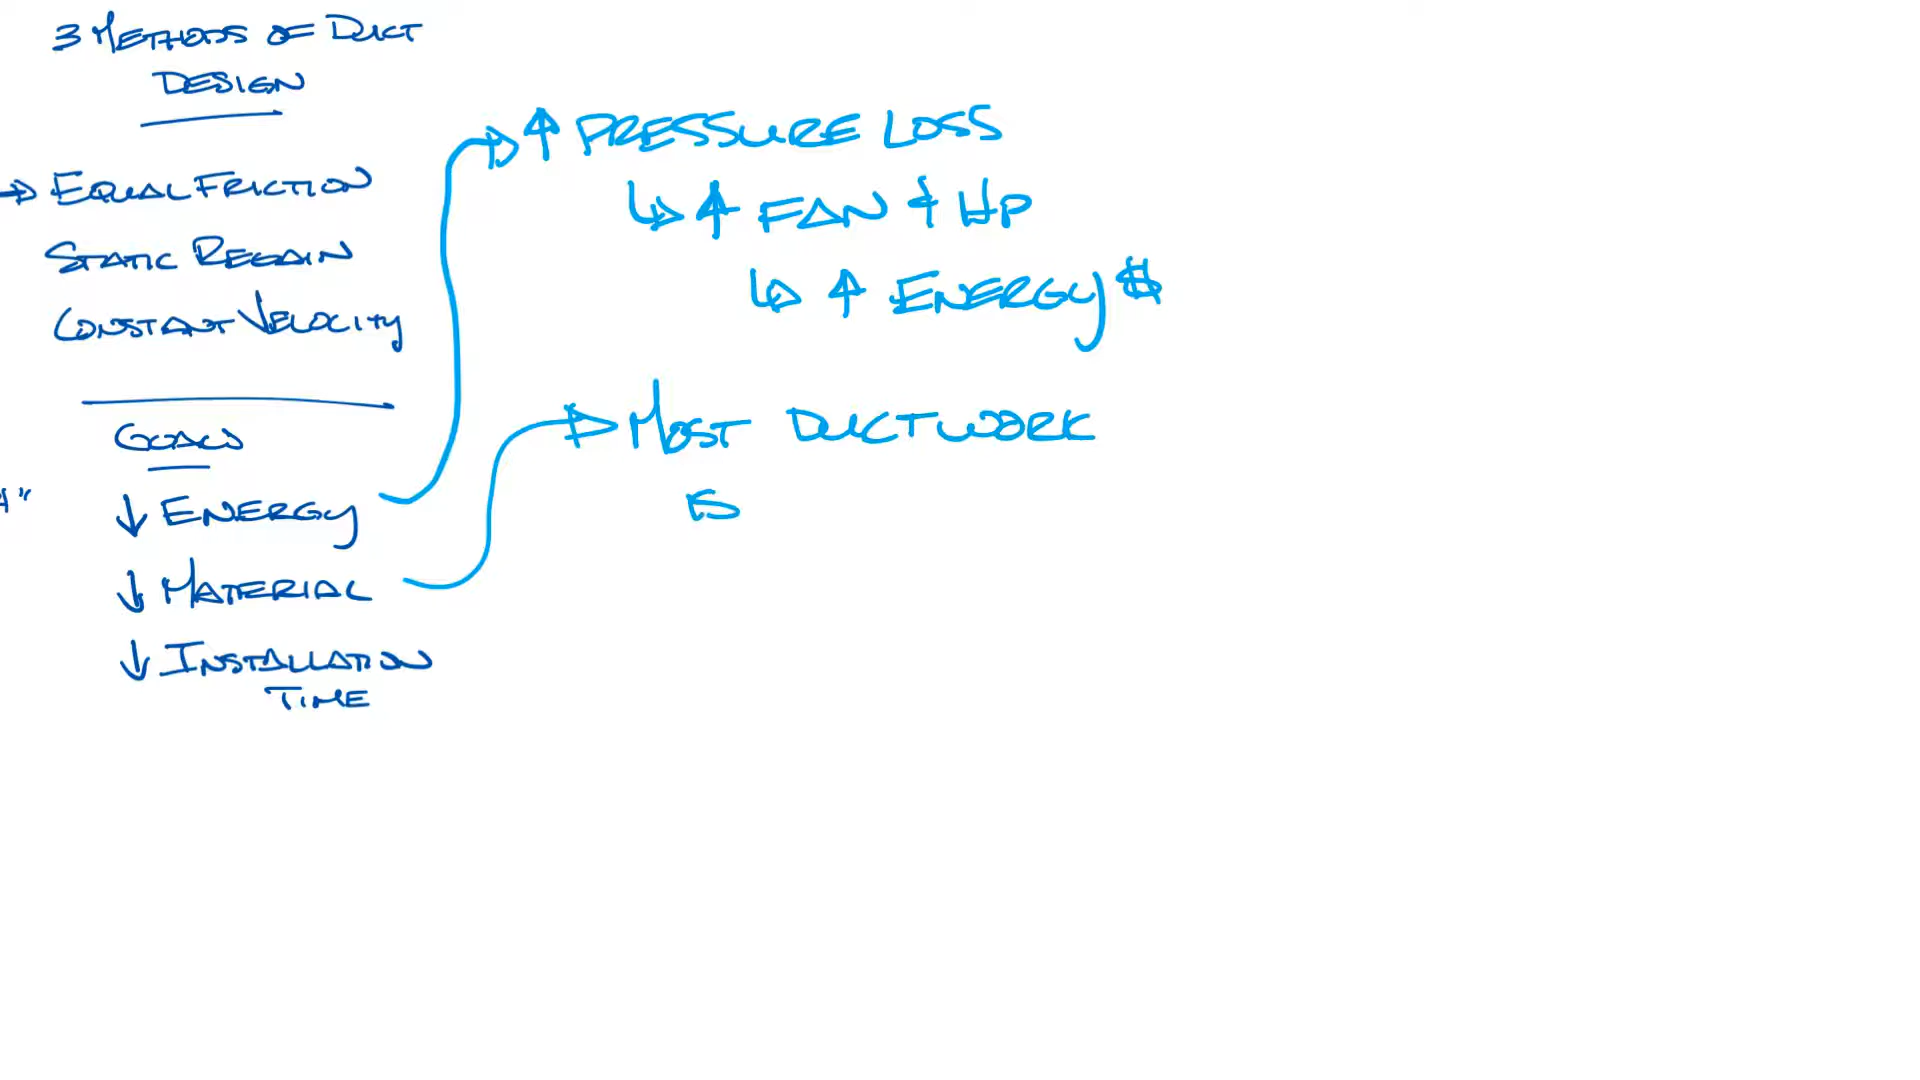 3 METHODS OF DUCT
DESIGN
→ EQUAL FRICTION
STATIC REGAIN
CONSTANT VELOCITY
GOALS
↓ ENERGY
↓ MATERIAL
↓ INSTALLATION
TIME
↑ PRESSURE LOSS
↳ ↑ FAN & HP
↳ ↑ ENERGY $
MOST DUCTWORK
IS